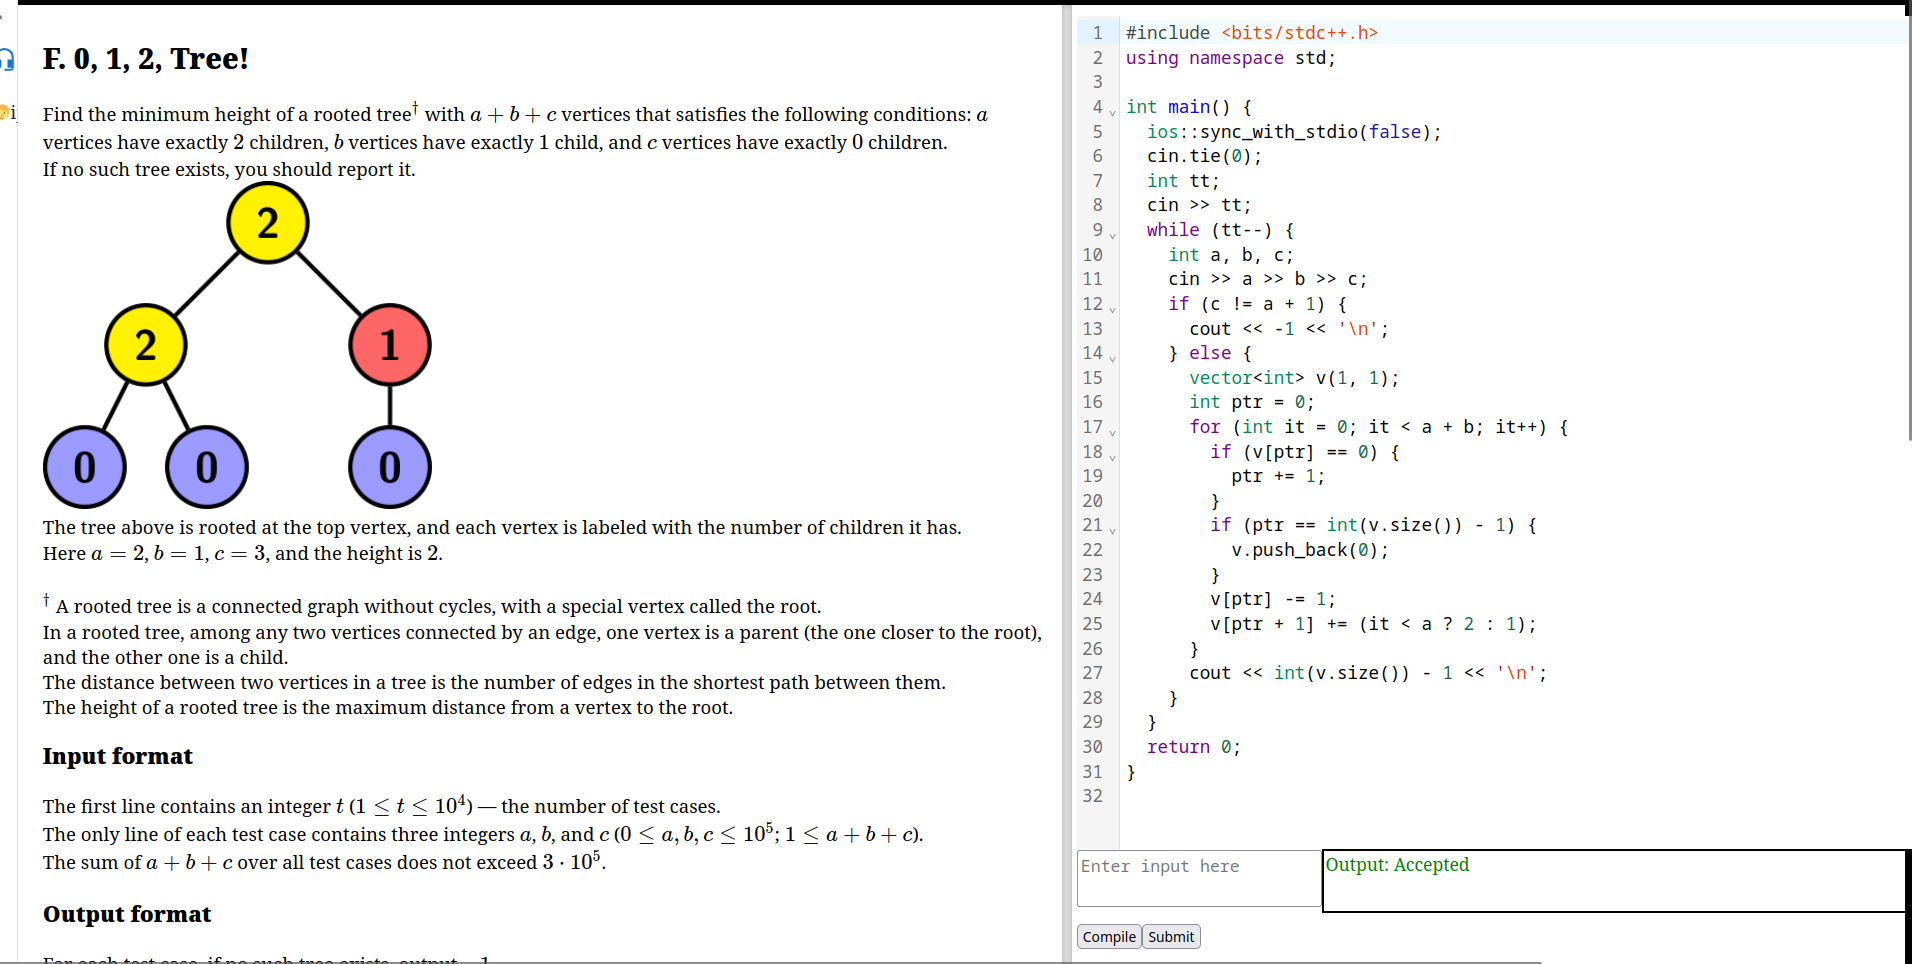 F. 0, 1, 2, Tree!
Find the minimum height of a rooted tree† with a + b + c vertices that satisfies the following conditions: a
vertices have exactly 2 children, b vertices have exactly 1 child, and c vertices have exactly 0 children.
If no such tree exists, you should report it.
2
2 1
0 0 0
The tree above is rooted at the top vertex, and each vertex is labeled with the number of children it has.
Here a = 2, b = 1, c = 3, and the height is 2.
† A rooted tree is a connected graph without cycles, with a special vertex called the root.
In a rooted tree, among any two vertices connected by an edge, one vertex is a parent (the one closer to the root),
and the other one is a child.
The distance between two vertices in a tree is the number of edges in the shortest path between them.
The height of a rooted tree is the maximum distance from a vertex to the root.
Input format
The first line contains an integer t (1 ≤ t ≤ 10⁴) — the number of test cases.
The only line of each test case contains three integers a, b, and c (0 ≤ a, b, c ≤ 10⁵; 1 ≤ a + b + c).
The sum of a + b + c over all test cases does not exceed 3 · 10⁵.
Output format
For each test case, if no such tree exists, output −1
1 #include <bits/stdc++.h>
2 using namespace std;
3
4 int main() {
5   ios::sync_with_stdio(false);
6   cin.tie(0);
7   int tt;
8   cin >> tt;
9   while (tt--) {
10     int a, b, c;
11     cin >> a >> b >> c;
12     if (c != a + 1) {
13       cout << -1 << '\n';
14     } else {
15       vector<int> v(1, 1);
16       int ptr = 0;
17       for (int it = 0; it < a + b; it++) {
18         if (v[ptr] == 0) {
19           ptr += 1;
20         }
21         if (ptr == int(v.size()) - 1) {
22           v.push_back(0);
23         }
24         v[ptr] -= 1;
25         v[ptr + 1] += (it < a ? 2 : 1);
26       }
27       cout << int(v.size()) - 1 << '\n';
28     }
29   }
30   return 0;
31 }
32
Enter input here
Output: Accepted
Compile Submit